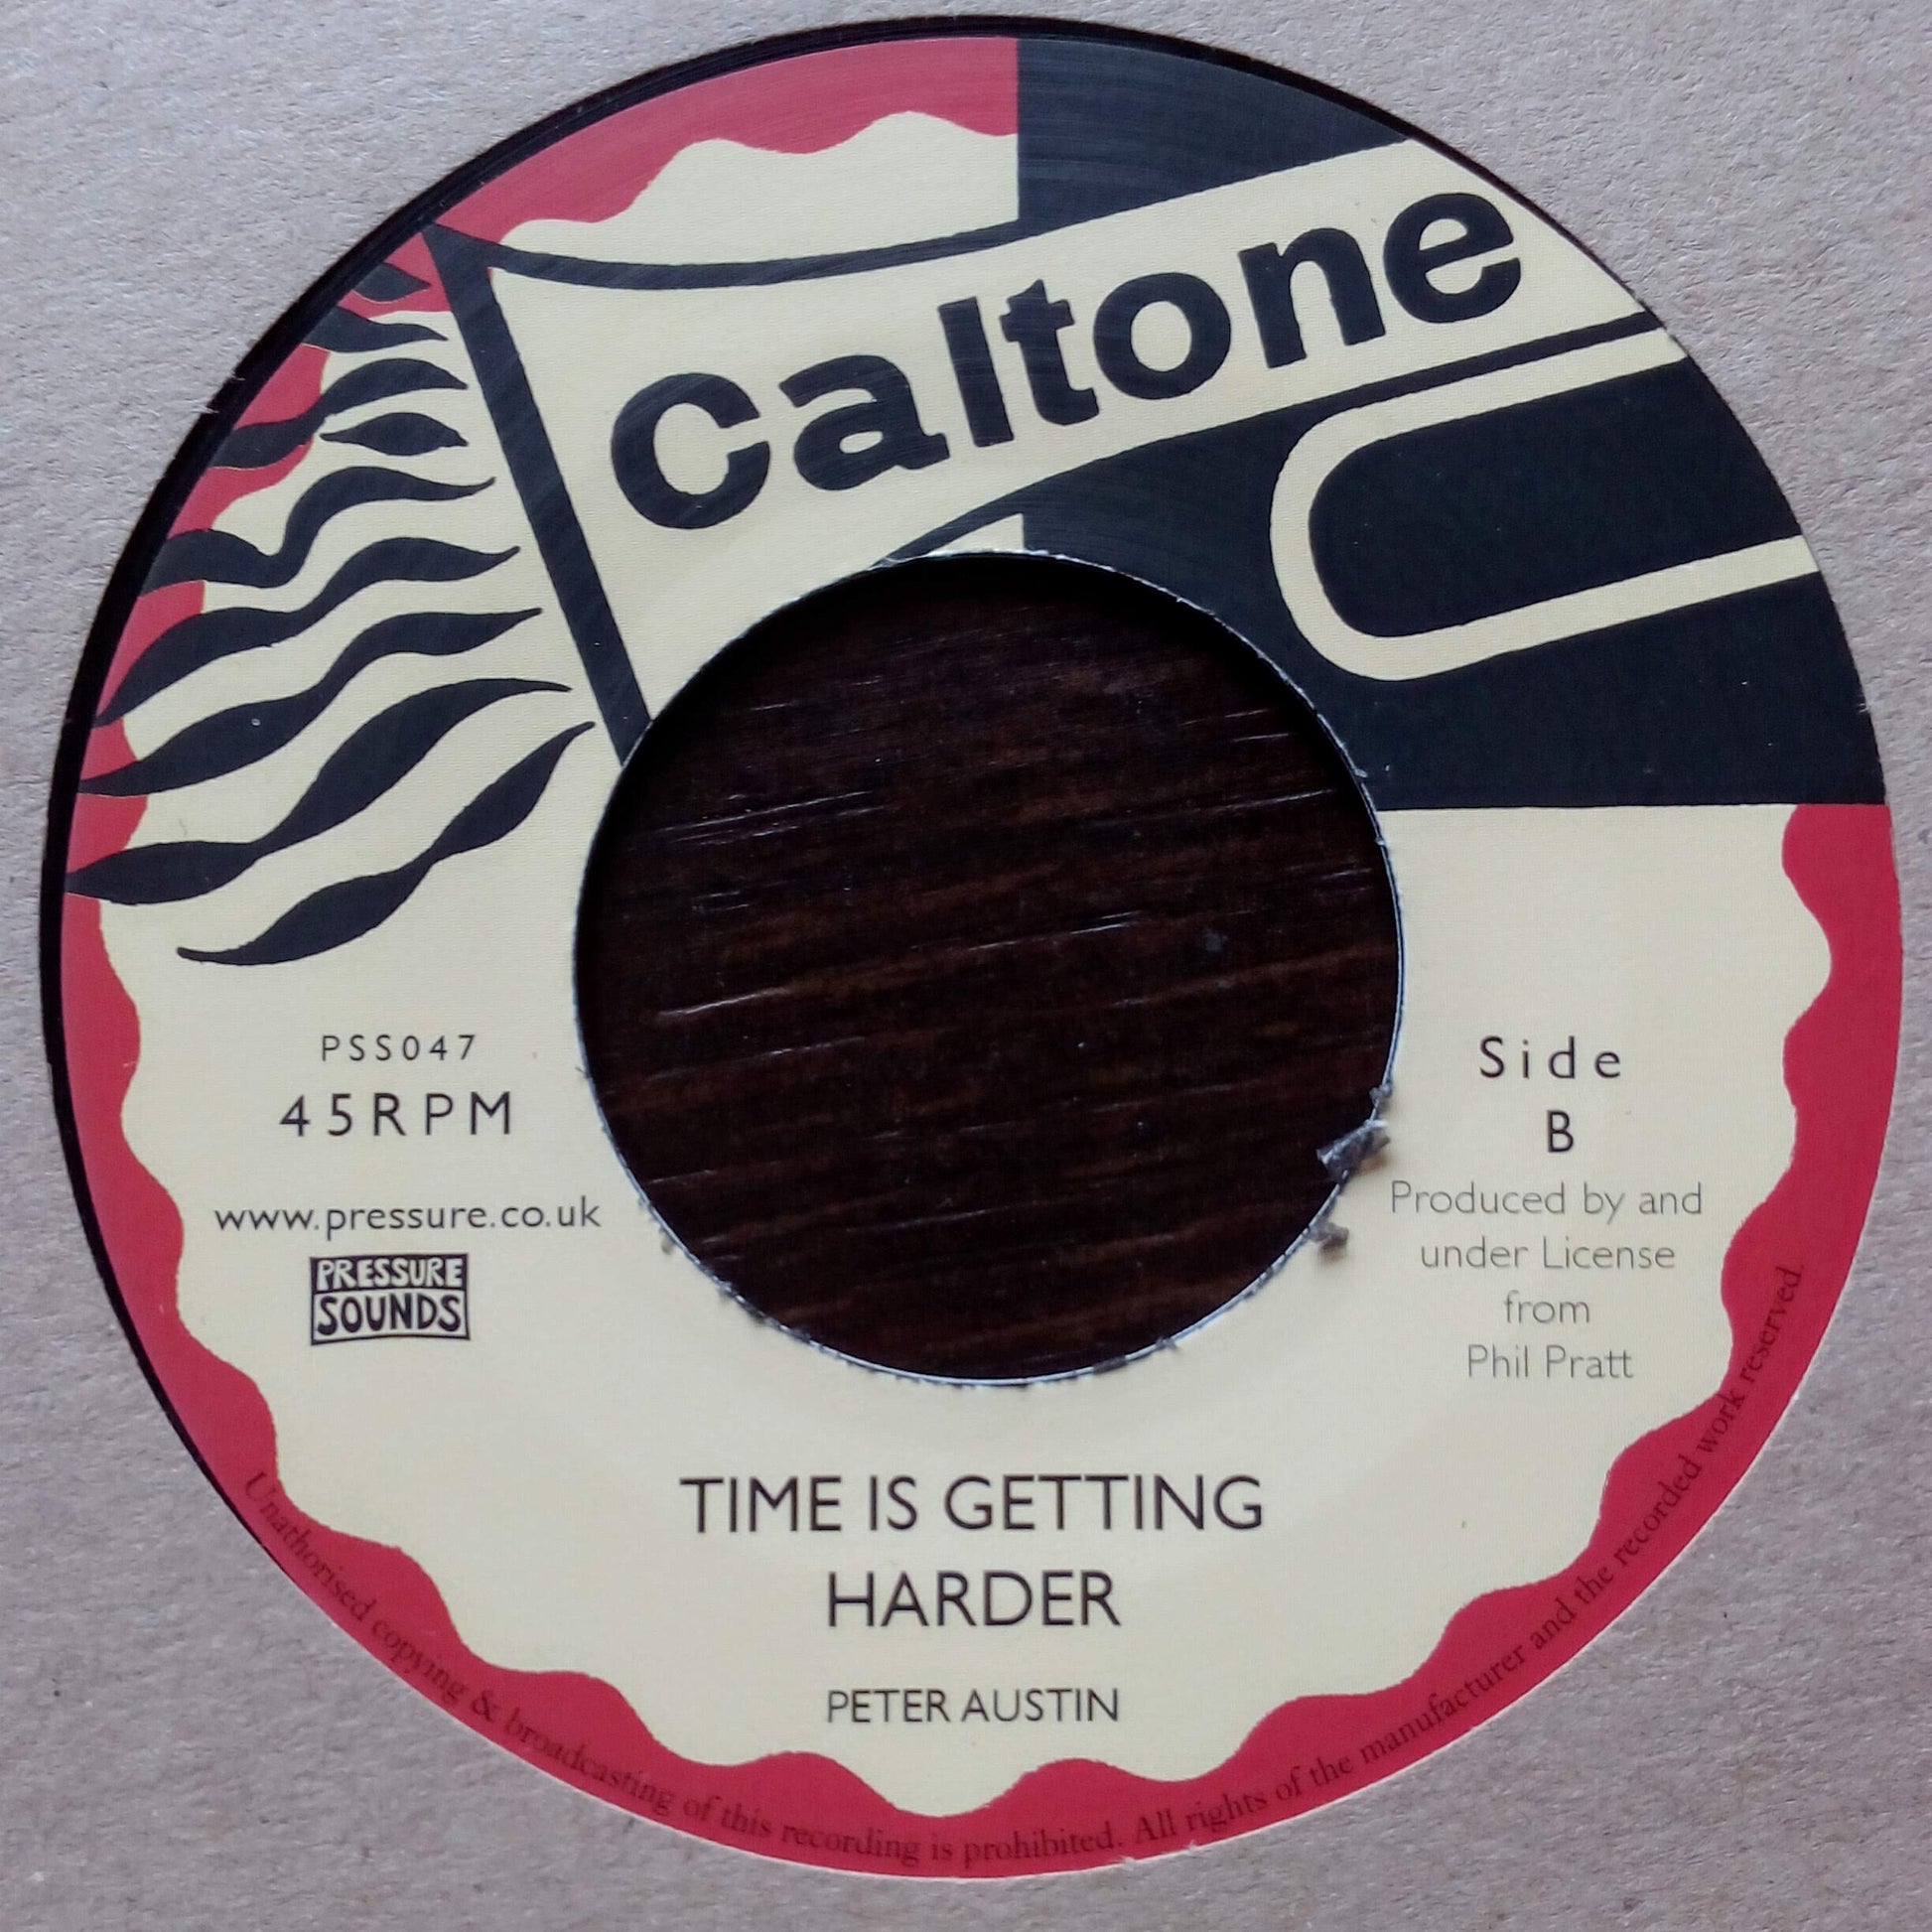 caltone
PSS047
45RPM
www.pressure.co.uk
PRESSURE
SOUNDS
Side
B
Produced by and
under License
from
Phil Pratt
TIME IS GETTING
HARDER
PETER AUSTIN
Unathorised copying & broadcasting of this recording is prohibited. All rights of the manufacturer and the recorded work reserved.